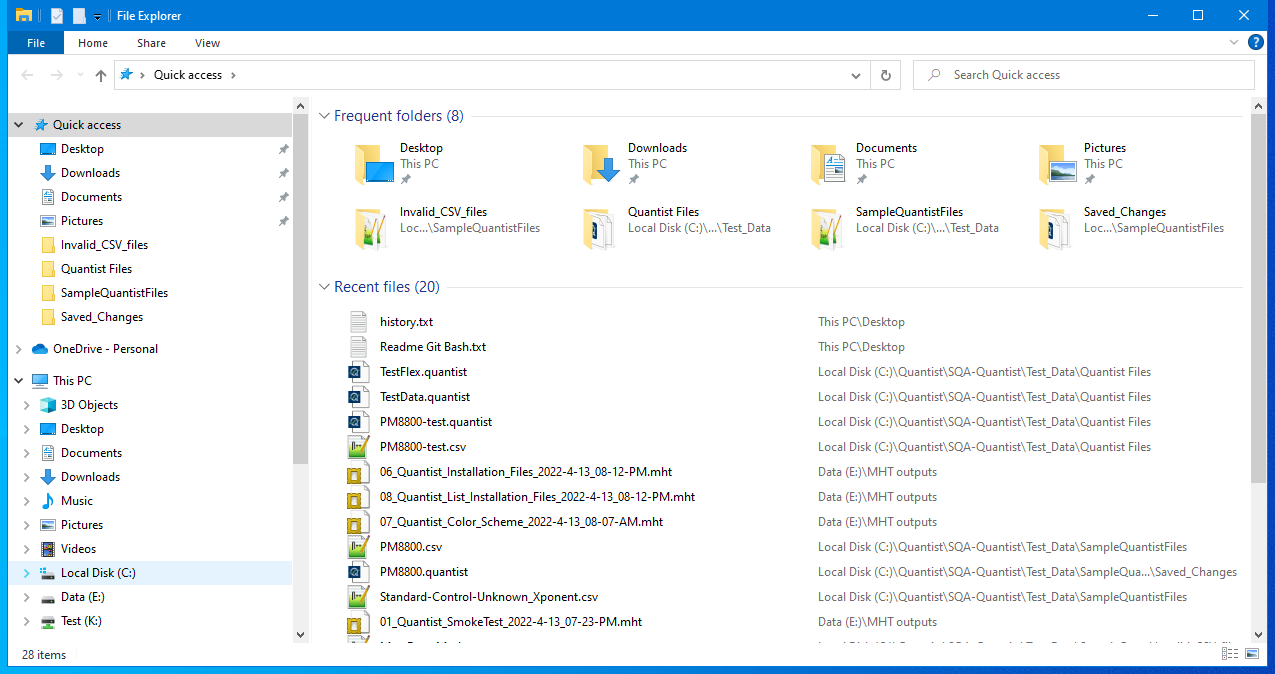 File Explorer
File Home Share View
Quick access
Search Quick access
Quick access
Desktop
Downloads
Documents
Pictures
Invalid_CSV_files
Quantist Files
SampleQuantistFiles
Saved_Changes
OneDrive - Personal
This PC
3D Objects
Desktop
Documents
Downloads
Music
Pictures
Videos
Local Disk (C:)
Data (E:)
Test (K:)
Frequent folders (8)
Desktop
This PC
Downloads
This PC
Documents
This PC
Pictures
This PC
Invalid_CSV_files
Loc...\SampleQuantistFiles
Quantist Files
Local Disk (C:)\...\Test_Data
SampleQuantistFiles
Local Disk (C:)\...\Test_Data
Saved_Changes
Loc...\SampleQuantistFiles
Recent files (20)
history.txt This PC\Desktop
Readme Git Bash.txt This PC\Desktop
TestFlex.quantist Local Disk (C:)\Quantist\SQA-Quantist\Test_Data\Quantist Files
TestData.quantist Local Disk (C:)\Quantist\SQA-Quantist\Test_Data\Quantist Files
PM8800-test.quantist Local Disk (C:)\Quantist\SQA-Quantist\Test_Data\Quantist Files
PM8800-test.csv Local Disk (C:)\Quantist\SQA-Quantist\Test_Data\Quantist Files
06_Quantist_Installation_Files_2022-4-13_08-12-PM.mht Data (E:)\MHT outputs
08_Quantist_List_Installation_Files_2022-4-13_08-12-PM.mht Data (E:)\MHT outputs
07_Quantist_Color_Scheme_2022-4-13_08-07-AM.mht Data (E:)\MHT outputs
PM8800.csv Local Disk (C:)\Quantist\SQA-Quantist\Test_Data\SampleQuantistFiles
PM8800.quantist Local Disk (C:)\Quantist\SQA-Quantist\Test_Data\SampleQua...\Saved_Changes
Standard-Control-Unknown_Xponent.csv Local Disk (C:)\Quantist\SQA-Quantist\Test_Data\SampleQuantistFiles
01_Quantist_SmokeTest_2022-4-13_07-23-PM.mht Data (E:)\MHT outputs
28 items